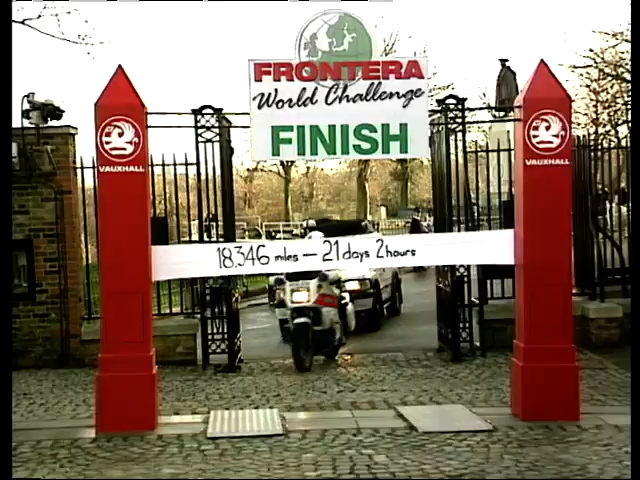 FRONTERA
World Challenge
FINISH
VAUXHALL
VAUXHALL
18.346 miles — 21 days 2 hours